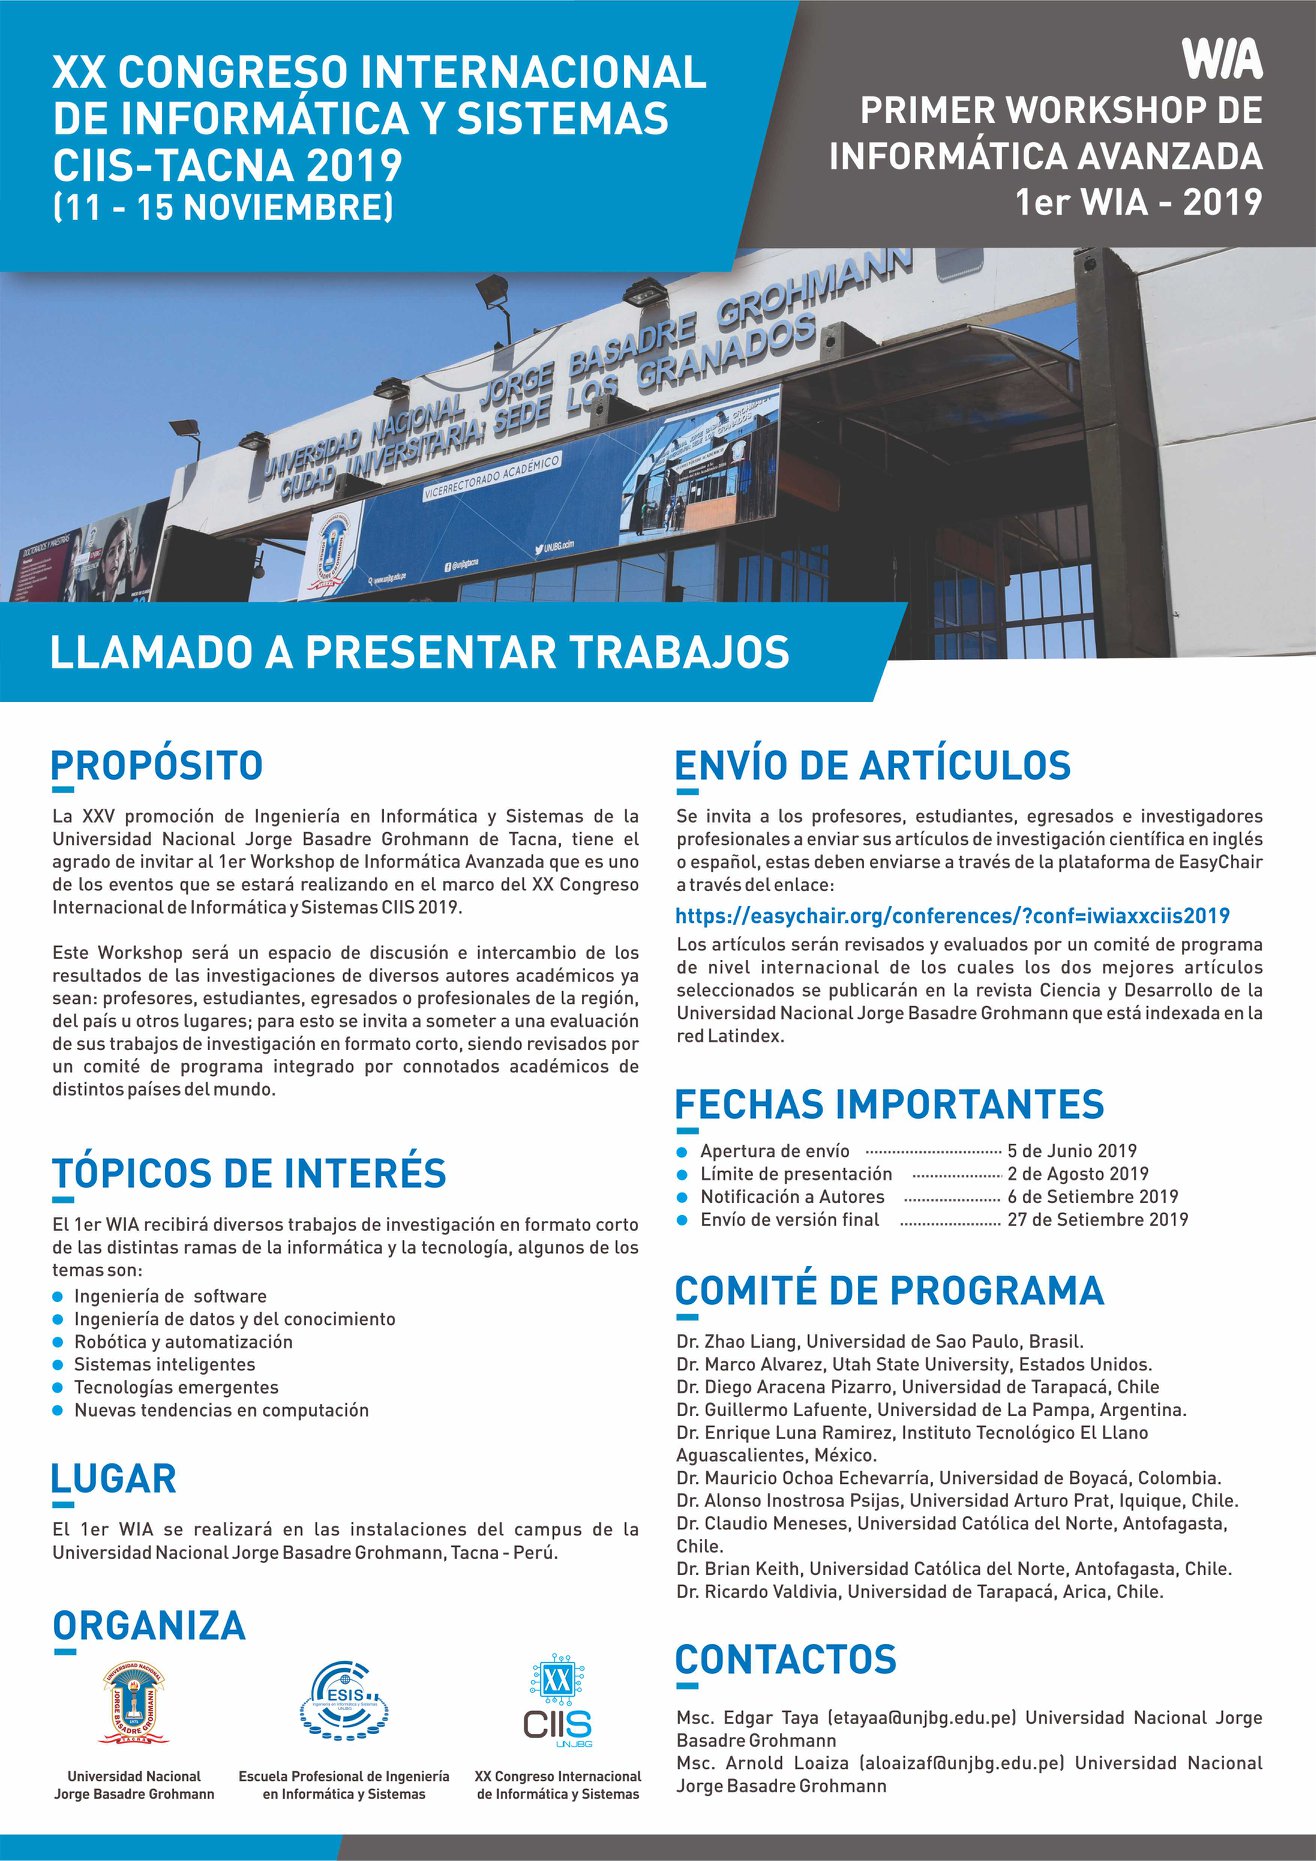 XX CONGRESO INTERNACIONAL
DE INFORMÁTICA Y SISTEMAS
CIIS-TACNA 2019
(11 - 15 NOVIEMBRE)
WIA
PRIMER WORKSHOP DE
INFORMÁTICA AVANZADA
1er WIA - 2019
UNIVERSIDAD NACIONAL JORGE BASADRE GROHMANN
CIUDAD UNIVERSITARIA: SEDE LOS GRANADOS
VICERRECTORADO ACADÉMICO
DOCTORADOS Y MAESTRÍAS
www.unjbg.edu.pe
@unjbgtacna
UNJBG.ocim
LLAMADO A PRESENTAR TRABAJOS
PROPÓSITO
La XXV promoción de Ingeniería en Informática y Sistemas de la
Universidad Nacional Jorge Basadre Grohmann de Tacna, tiene el
agrado de invitar al 1er Workshop de Informática Avanzada que es uno
de los eventos que se estará realizando en el marco del XX Congreso
Internacional de Informática y Sistemas CIIS 2019.
Este Workshop será un espacio de discusión e intercambio de los
resultados de las investigaciones de diversos autores académicos ya
sean: profesores, estudiantes, egresados o profesionales de la región,
del país u otros lugares; para esto se invita a someter a una evaluación
de sus trabajos de investigación en formato corto, siendo revisados por
un comité de programa integrado por connotados académicos de
distintos países del mundo.
TÓPICOS DE INTERÉS
El 1er WIA recibirá diversos trabajos de investigación en formato corto
de las distintas ramas de la informática y la tecnología, algunos de los
temas son:
Ingeniería de software
Ingeniería de datos y del conocimiento
Robótica y automatización
Sistemas inteligentes
Tecnologías emergentes
Nuevas tendencias en computación
LUGAR
El 1er WIA se realizará en las instalaciones del campus de la
Universidad Nacional Jorge Basadre Grohmann, Tacna - Perú.
ORGANIZA
UNIVERSIDAD NACIONAL
JORGE BASADRE GROHMANN
TACNA
ESIS
Ingeniería en Informática y Sistemas
UNJBG
XX
CIIS
UNJBG
Universidad Nacional
Jorge Basadre Grohmann
Escuela Profesional de Ingeniería
en Informática y Sistemas
XX Congreso Internacional
de Informática y Sistemas
ENVÍO DE ARTÍCULOS
Se invita a los profesores, estudiantes, egresados e investigadores
profesionales a enviar sus artículos de investigación científica en inglés
o español, estas deben enviarse a través de la plataforma de EasyChair
a través del enlace:
https://easychair.org/conferences/?conf=iwiaxxciis2019
Los artículos serán revisados y evaluados por un comité de programa
de nivel internacional de los cuales los dos mejores artículos
seleccionados se publicarán en la revista Ciencia y Desarrollo de la
Universidad Nacional Jorge Basadre Grohmann que está indexada en la
red Latindex.
FECHAS IMPORTANTES
Apertura de envío ............................... 5 de Junio 2019
Límite de presentación .................... 2 de Agosto 2019
Notificación a Autores ...................... 6 de Setiembre 2019
Envío de versión final ....................... 27 de Setiembre 2019
COMITÉ DE PROGRAMA
Dr. Zhao Liang, Universidad de Sao Paulo, Brasil.
Dr. Marco Alvarez, Utah State University, Estados Unidos.
Dr. Diego Aracena Pizarro, Universidad de Tarapacá, Chile
Dr. Guillermo Lafuente, Universidad de La Pampa, Argentina.
Dr. Enrique Luna Ramirez, Instituto Tecnológico El Llano
Aguascalientes, México.
Dr. Mauricio Ochoa Echevarría, Universidad de Boyacá, Colombia.
Dr. Alonso Inostrosa Psijas, Universidad Arturo Prat, Iquique, Chile.
Dr. Claudio Meneses, Universidad Católica del Norte, Antofagasta,
Chile.
Dr. Brian Keith, Universidad Católica del Norte, Antofagasta, Chile.
Dr. Ricardo Valdivia, Universidad de Tarapacá, Arica, Chile.
CONTACTOS
Msc. Edgar Taya (etayaa@unjbg.edu.pe) Universidad Nacional Jorge
Basadre Grohmann
Msc. Arnold Loaiza (aloaizaf@unjbg.edu.pe) Universidad Nacional
Jorge Basadre Grohmann